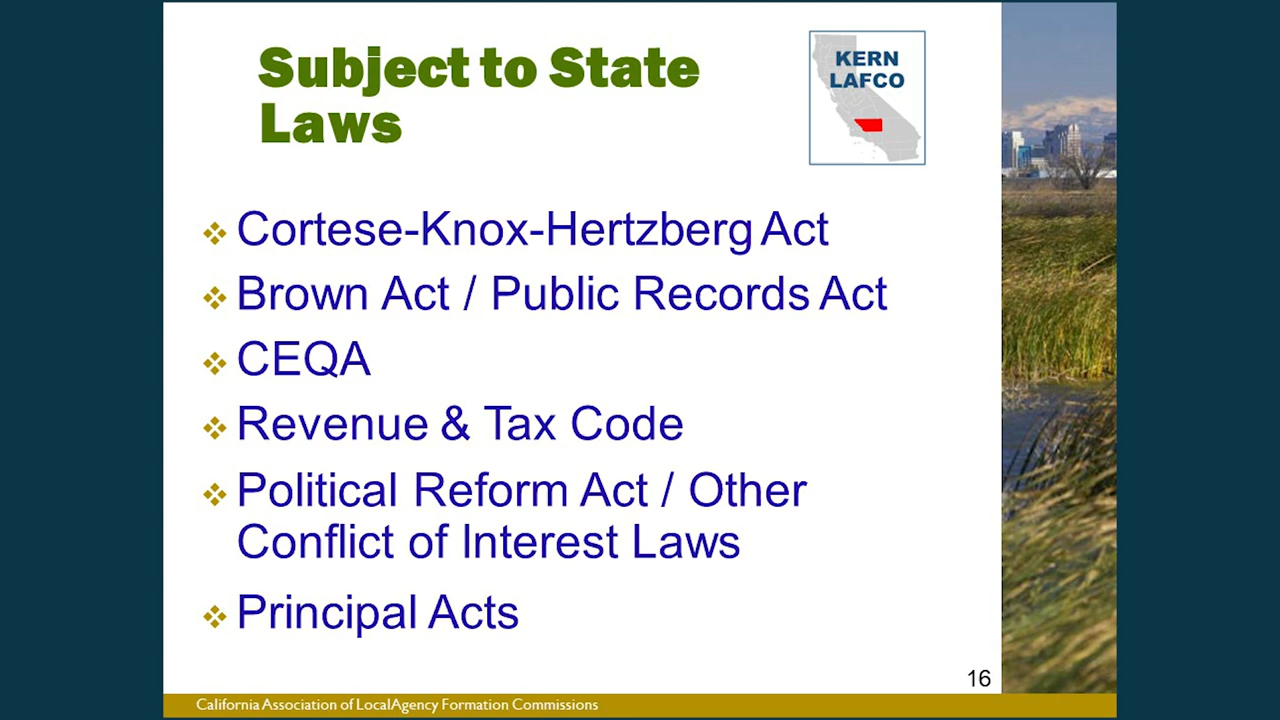 Subject to State
Laws
KERN
LAFCO
Cortese-Knox-Hertzberg Act
Brown Act / Public Records Act
CEQA
Revenue & Tax Code
Political Reform Act / Other
Conflict of Interest Laws
Principal Acts
16
California Association of LocalAgency Formation Commissions